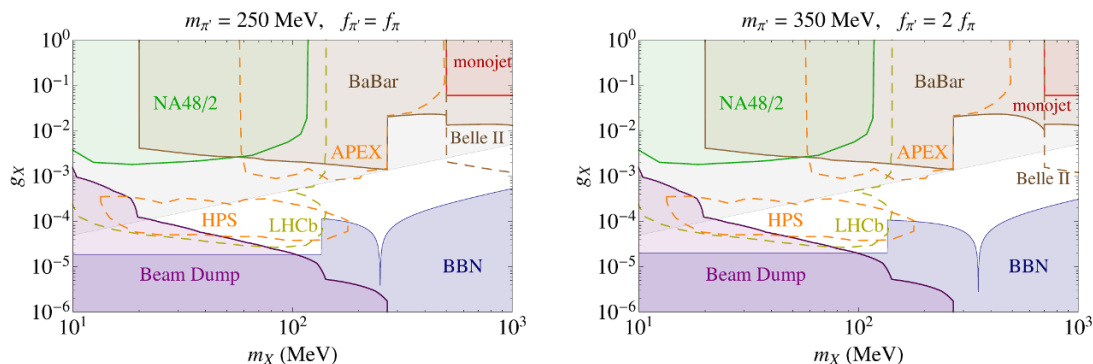 m_π' = 250 MeV, f_π' = f_π
10^0
10^-1
10^-2
10^-3
10^-4
10^-5
10^-6
g_X
NA48/2
BaBar
monojet
Belle II
APEX
HPS
LHCb
Beam Dump
BBN
10^1
10^2
10^3
m_X (MeV)
m_π' = 350 MeV, f_π' = 2 f_π
10^0
10^-1
10^-2
10^-3
10^-4
10^-5
10^-6
g_X
NA48/2
BaBar
monojet
APEX
Belle II
HPS
LHCb
Beam Dump
BBN
10^1
10^2
10^3
m_X (MeV)